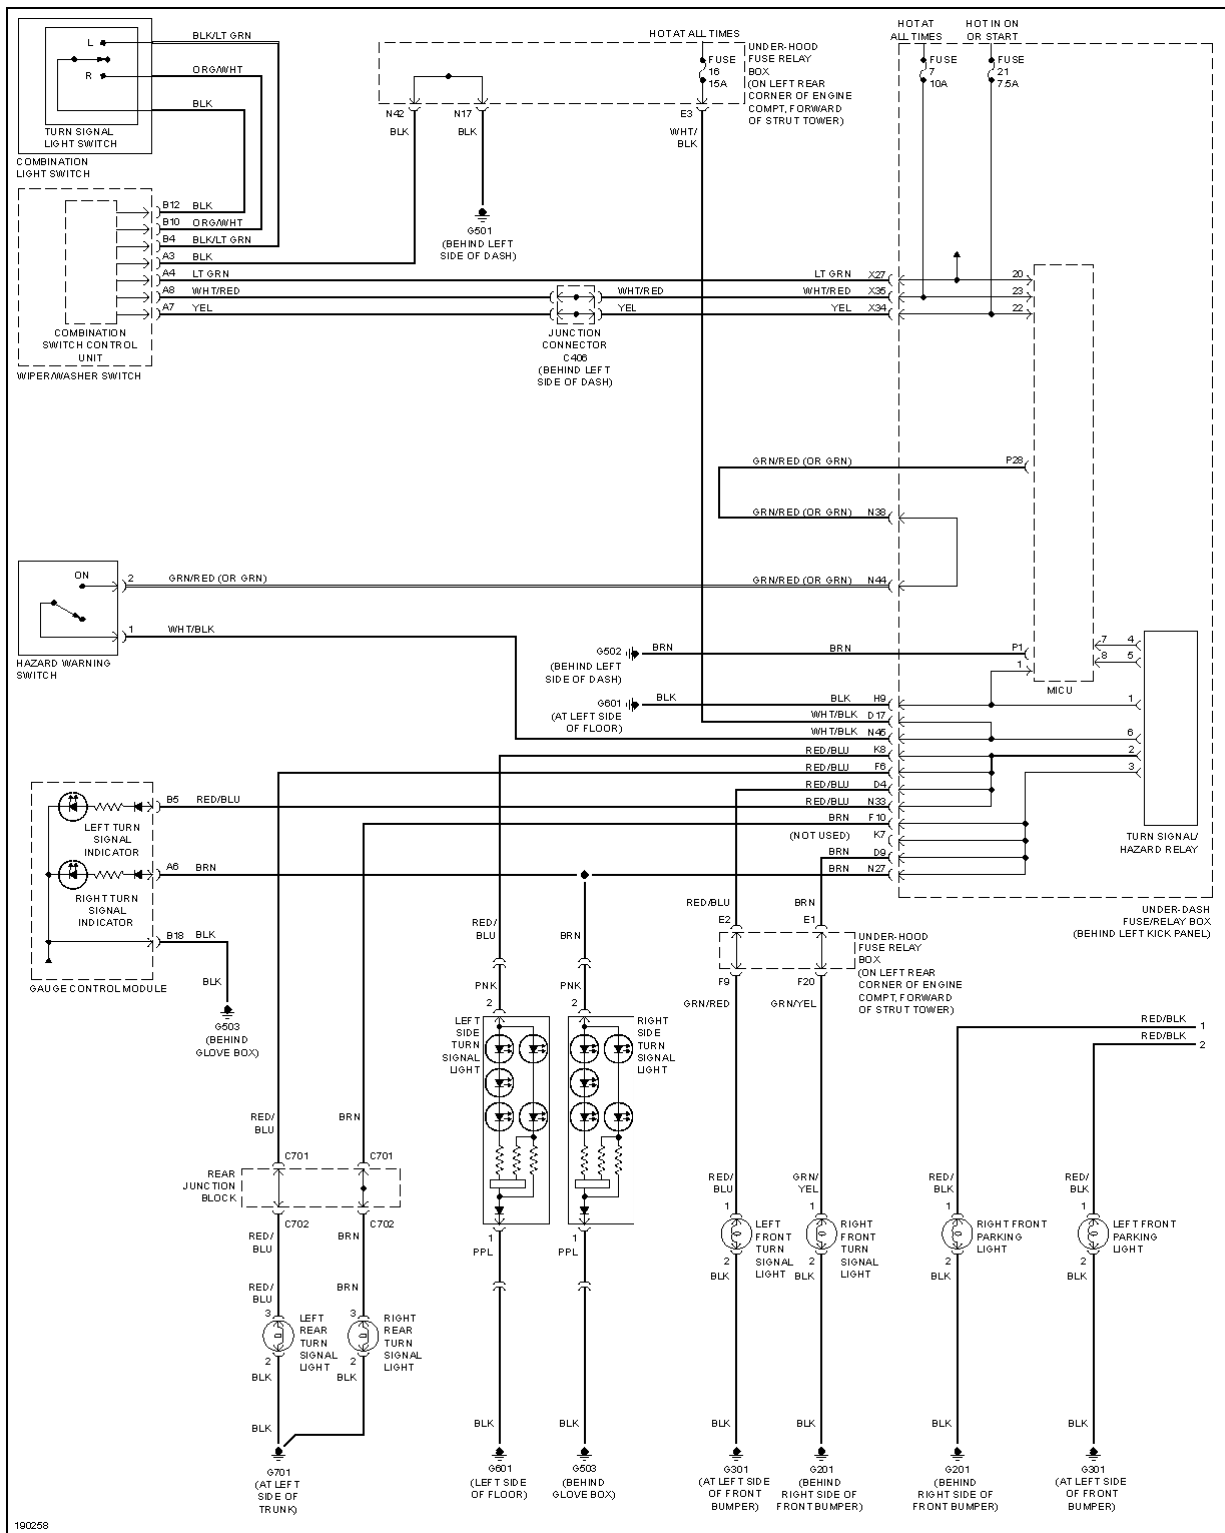 L
R
TURN SIGNAL
LIGHT SWITCH
COMBINATION
LIGHT SWITCH
BLK/LT GRN
ORG/WHT
BLK
HOT AT ALL TIMES
FUSE
16
15A
UNDER-HOOD
FUSE RELAY
BOX
(ON LEFT REAR
CORNER OF ENGINE
COMPT, FORWARD
OF STRUT TOWER)
N42
N17
E3
BLK
BLK
WHT/
BLK
G501
(BEHIND LEFT
SIDE OF DASH)
HOT AT
ALL TIMES
HOT IN ON
OR START
FUSE
7
10A
FUSE
21
7.5A
B12 BLK
B10 ORG/WHT
B4 BLK/LT GRN
A3 BLK
A4 LT GRN
A8 WHT/RED
A7 YEL
COMBINATION
SWITCH CONTROL
UNIT
WIPER/WASHER SWITCH
WHT/RED
YEL
JUNCTION
CONNECTOR
C406
(BEHIND LEFT
SIDE OF DASH)
LT GRN X27
WHT/RED X35
YEL X34
20
23
22
GRN/RED (OR GRN) P28
GRN/RED (OR GRN) N38
GRN/RED (OR GRN) N44
ON
2 GRN/RED (OR GRN)
1 WHT/BLK
HAZARD WARNING
SWITCH
G502
(BEHIND LEFT
SIDE OF DASH)
BRN
BRN P1
1
MICU
7 4
8 5
G601
(AT LEFT SIDE
OF FLOOR)
BLK
BLK H9
WHT/BLK D17
WHT/BLK N45
RED/BLU K8
RED/BLU F6
RED/BLU D4
RED/BLU N33
BRN F10
(NOT USED) K7
BRN D9
BRN N27
1
6
2
3
TURN SIGNAL/
HAZARD RELAY
UNDER-DASH
FUSE/RELAY BOX
(BEHIND LEFT KICK PANEL)
B5 RED/BLU
LEFT TURN
SIGNAL
INDICATOR
A6 BRN
RIGHT TURN
SIGNAL
INDICATOR
B18 BLK
BLK
GAUGE CONTROL MODULE
G503
(BEHIND
GLOVE BOX)
RED/
BLU
BRN
PNK
PNK
2
2
LEFT
SIDE
TURN
SIGNAL
LIGHT
RIGHT
SIDE
TURN
SIGNAL
LIGHT
1
1
PPL
PPL
RED/BLU
BRN
E2
E1
UNDER-HOOD
FUSE RELAY
BOX
(ON LEFT REAR
CORNER OF ENGINE
COMPT, FORWARD
OF STRUT TOWER)
F9
F20
GRN/RED
GRN/YEL
RED/BLK 1
RED/BLK 2
RED/
BLU
BRN
C701
C701
REAR
JUNCTION
BLOCK
C702
C702
RED/
BLU
BRN
RED/
BLU
BRN
3
3
LEFT
REAR
TURN
SIGNAL
LIGHT
RIGHT
REAR
TURN
SIGNAL
LIGHT
2
2
BLK
BLK
RED/
BLU
GRN/
YEL
RED/
BLK
RED/
BLK
1
1
1
1
LEFT
FRONT
TURN
SIGNAL
LIGHT
RIGHT
FRONT
TURN
SIGNAL
LIGHT
RIGHT FRONT
PARKING
LIGHT
LEFT FRONT
PARKING
LIGHT
2
2
2
2
BLK
BLK
BLK
BLK
BLK
BLK
BLK
BLK
BLK
BLK
BLK
G701
(AT LEFT
SIDE OF
TRUNK)
G601
(LEFT SIDE
OF FLOOR)
G503
(BEHIND
GLOVE BOX)
G301
(AT LEFT SIDE
OF FRONT
BUMPER)
G201
(BEHIND
RIGHT SIDE OF
FRONT BUMPER)
G201
(BEHIND
RIGHT SIDE OF
FRONT BUMPER)
G301
(AT LEFT SIDE
OF FRONT
BUMPER)
190258